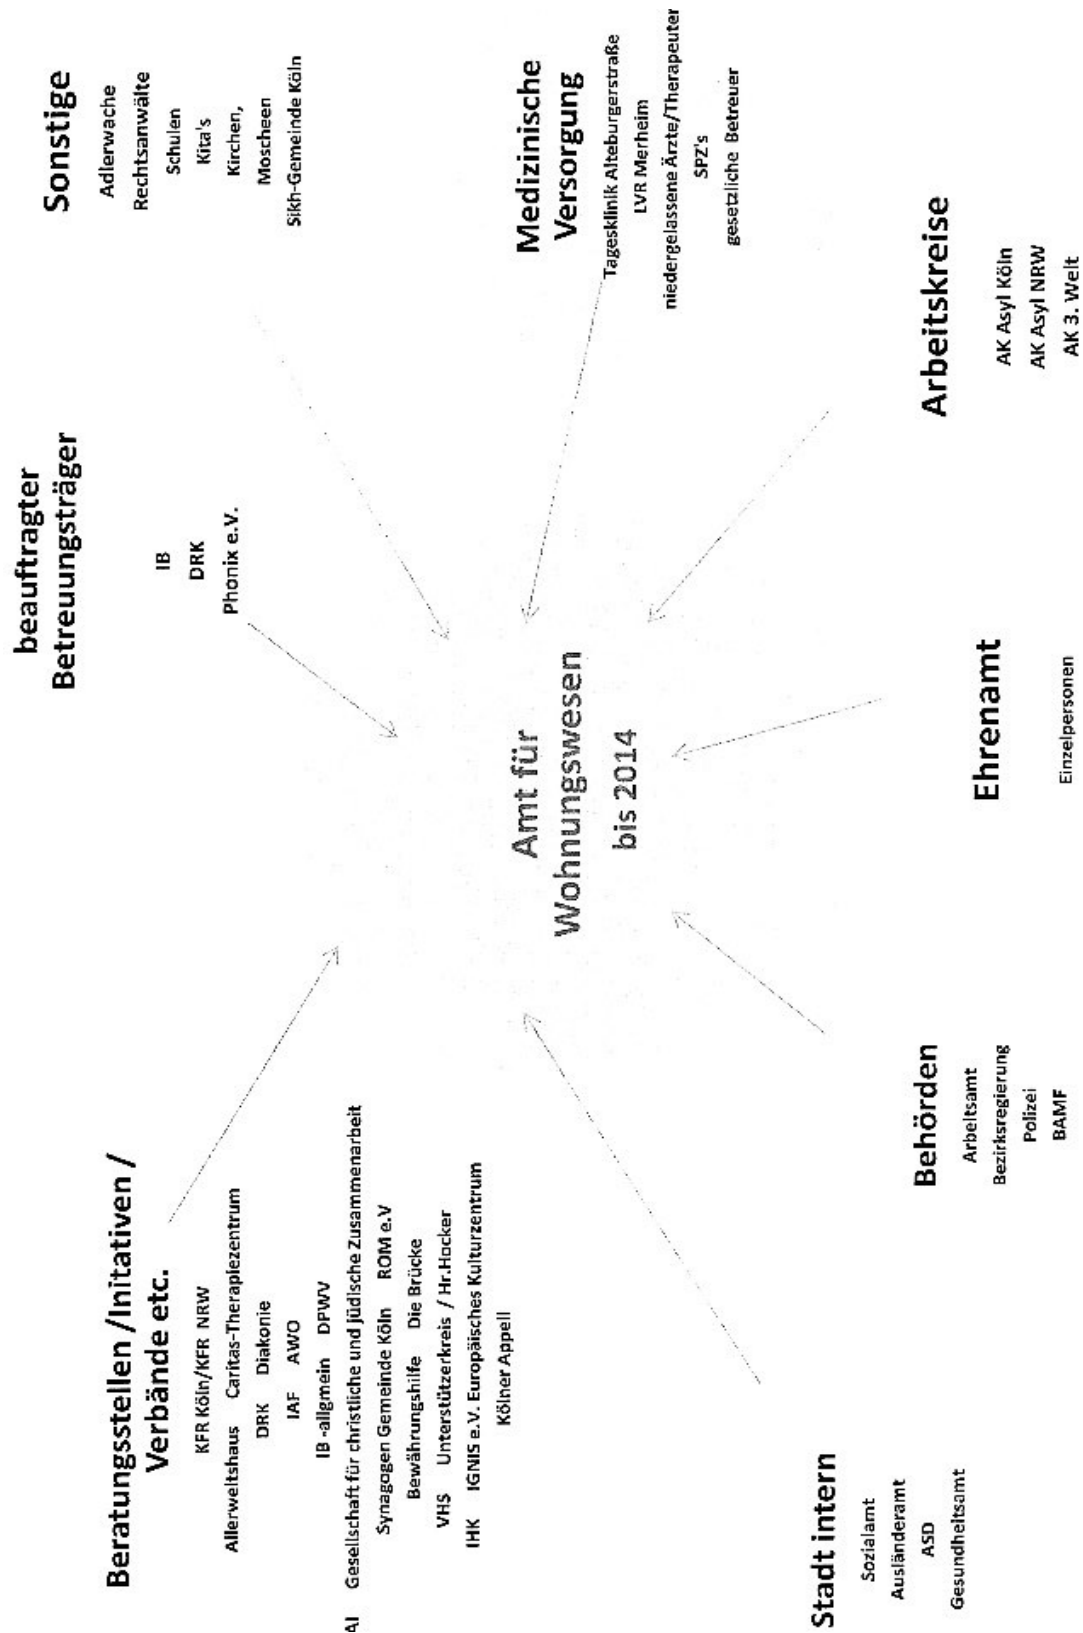 Beratungsstellen /Initativen /
Verbände etc.
KFR Köln/KFR NRW
Allerweltshaus Caritas-Therapiezentrum
DRK Diakonie
IAF AWO
IB -allgmein DPWV
AI Gesellschaft für christliche und jüdische Zusammenarbeit
Synagogen Gemeinde Köln ROM e.V
Bewährungshilfe Die Brücke
VHS Unterstützerkreis / Hr.Hocker
IHK IGNIS e.V. Europäisches Kulturzentrum
Kölner Appell
beauftragter
Betreuungsträger
IB
DRK
Phonix e.V.
Sonstige
Adlerwache
Rechtsanwälte
Schulen
Kita's
Kirchen,
Moscheen
Sikh-Gemeinde Köln
Amt für
Wohnungswesen
bis 2014
Medizinische
Versorgung
Tagesklinik Alteburgerstraße
LVR Merheim
niedergelassene Ärzte/Therapeuter
SPZ's
gesetzliche Betreuer
Stadt intern
Sozialamt
Ausländeramt
ASD
Gesundheitsamt
Behörden
Arbeitsamt
Bezirksregierung
Polizei
BAMF
Ehrenamt
Einzelpersonen
Arbeitskreise
AK Asyl Köln
AK Asyl NRW
AK 3. Welt